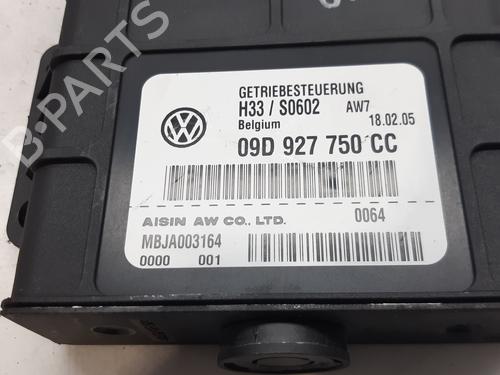 GETRIEBESTEUERUNG
H33 / S0602 AW7
Belgium 18.02.05
09D 927 750 CC
AISIN AW CO., LTD. 0064
MBJA003164
0000 001